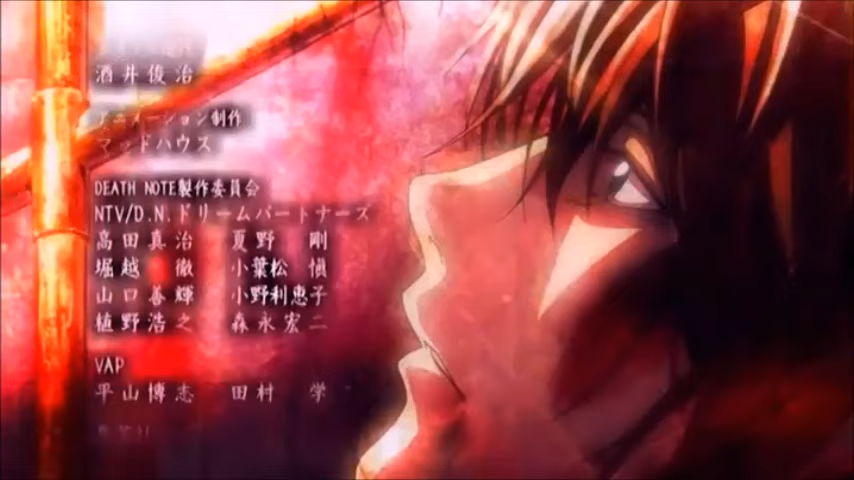 酒井俊治
アニメーション制作
マッドハウス
DEATH NOTE製作委員会
NTV/D.N.ドリームパートナーズ
高田真治 夏野 剛
堀越 徹 小葉松 愼
山口善輝 小野利恵子
植野浩之 森永宏二
VAP
平山博志 田村 学